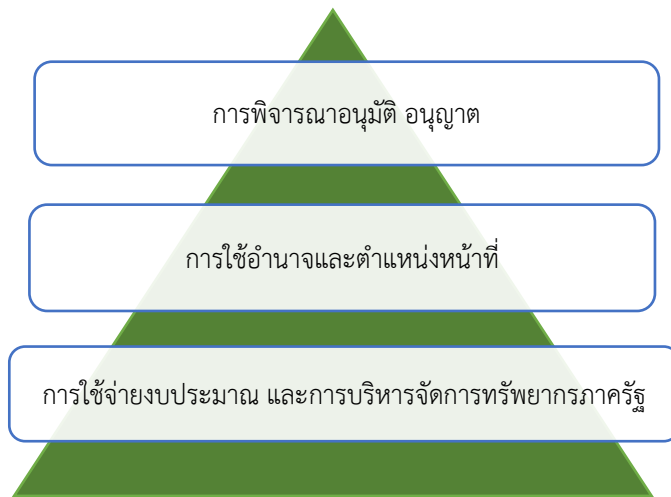 การพิจารณาอนุมัติ อนุญาต
การใช้อำนาจและตำแหน่งหน้าที่
การใช้จ่ายงบประมาณ และการบริหารจัดการทรัพยากรภาครัฐ